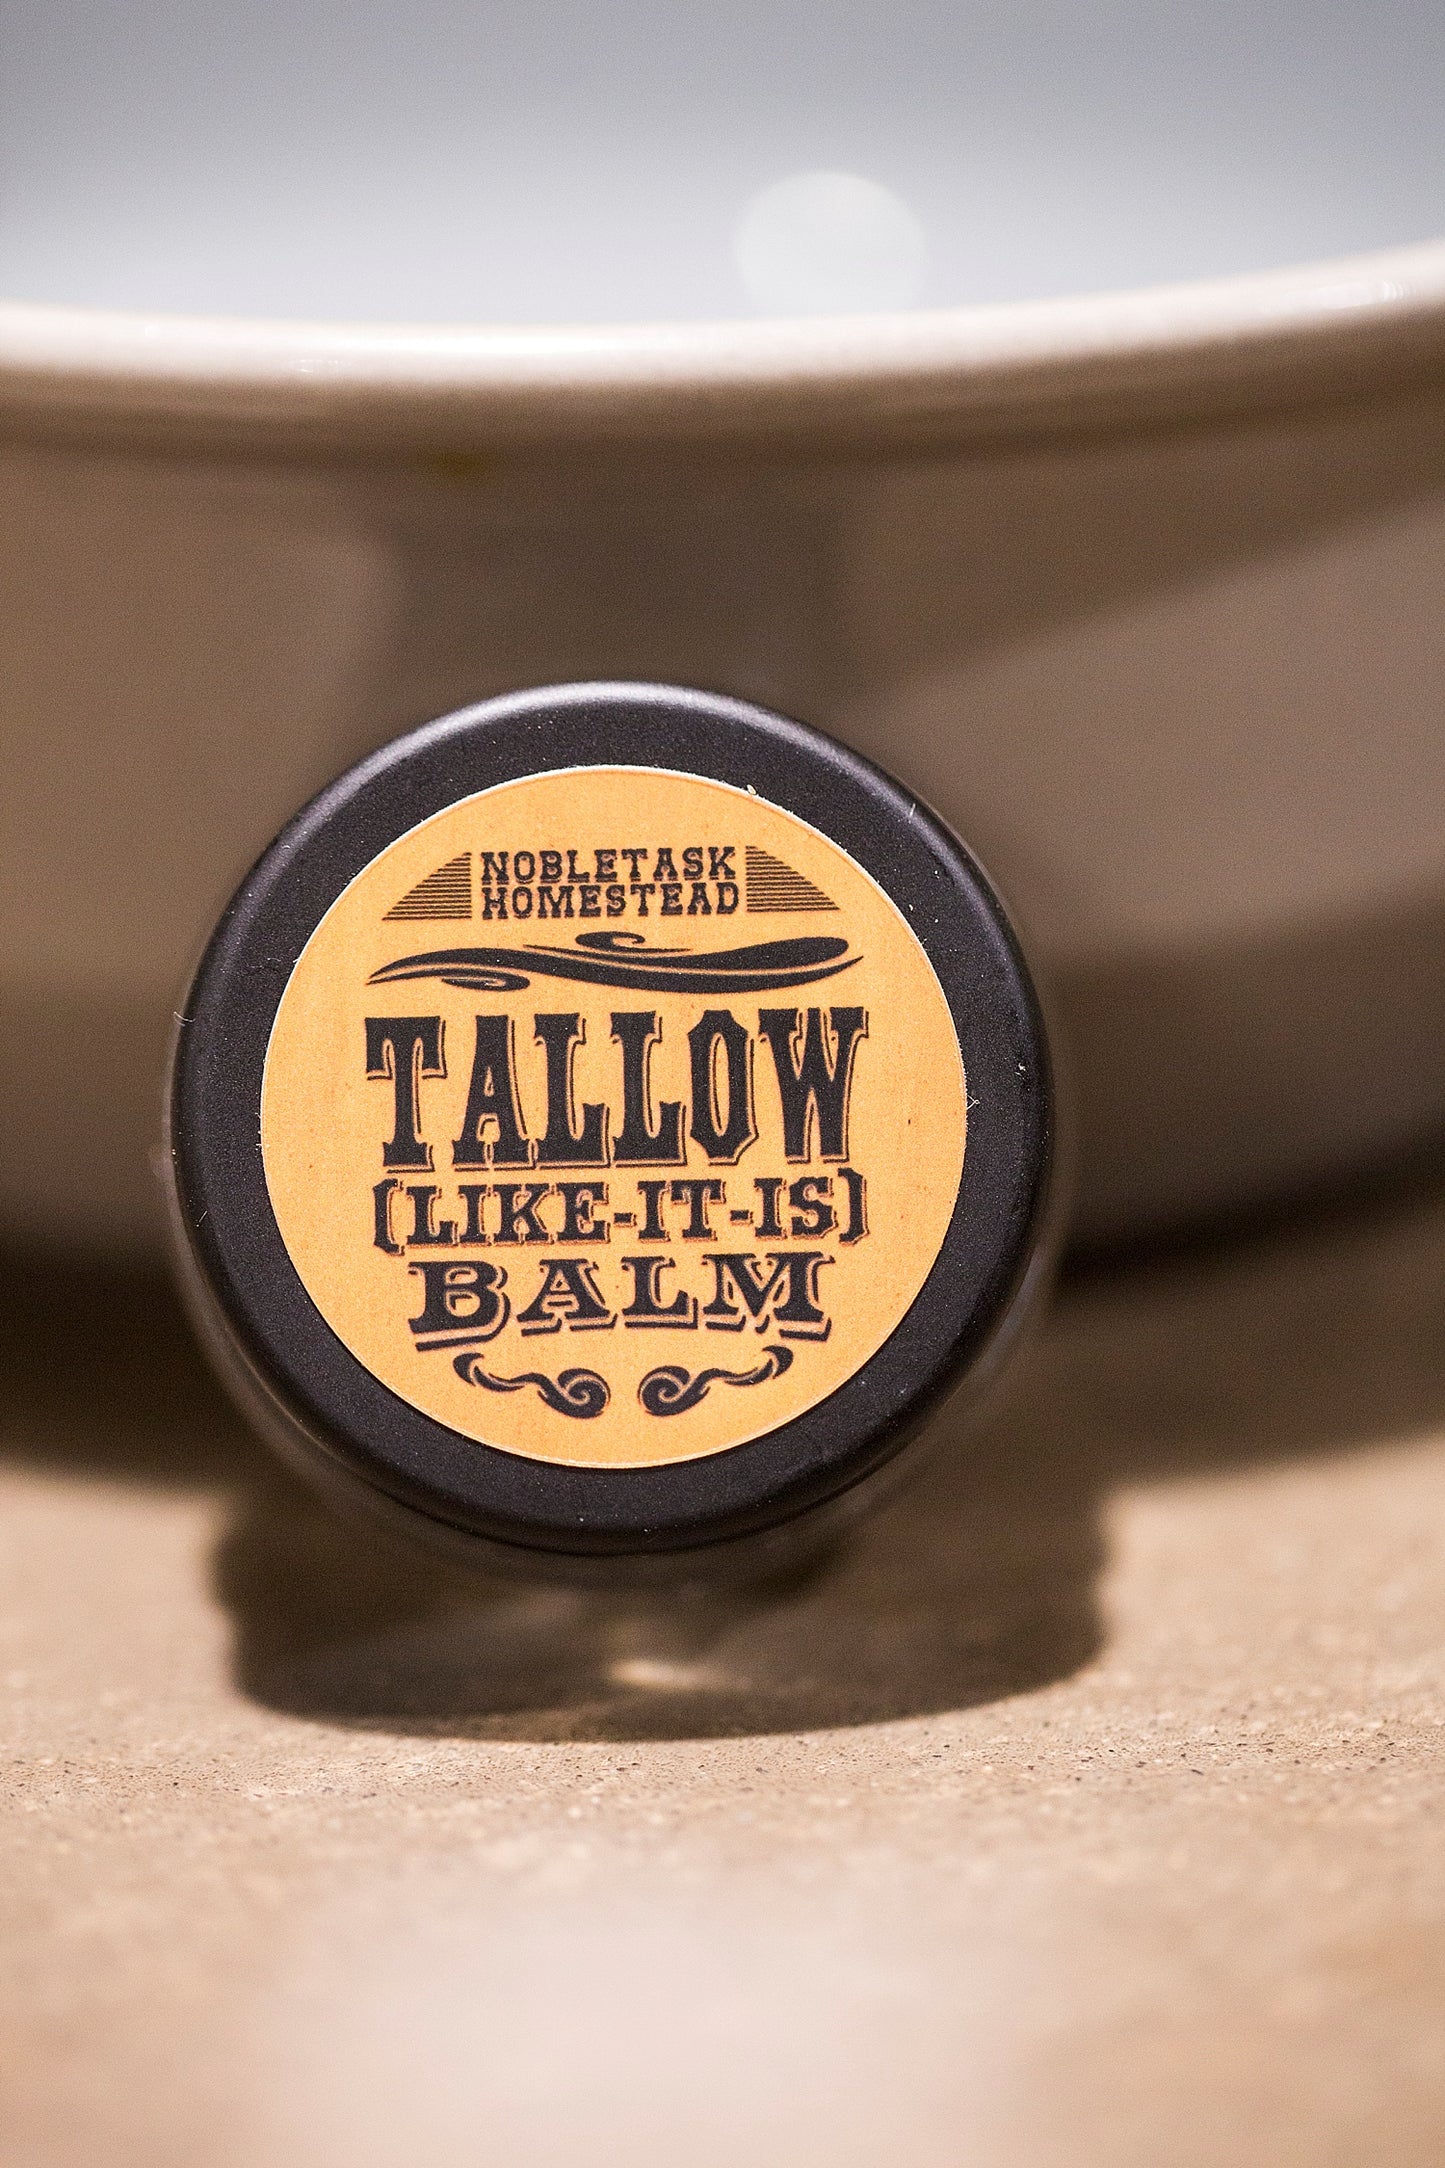 NOBLETASK
HOMESTEAD
TALLOW
(LIKE-IT-IS)
BALM